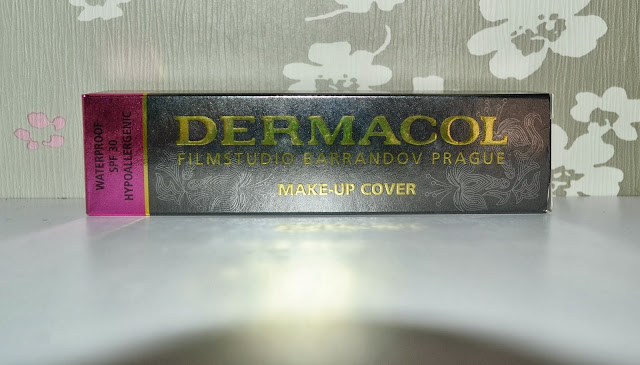 WATERPROOF
SPF 30
HYPOALLERGENIC
DERMACOL
FILMSTUDIO BARRANDOV PRAGUE
MAKE-UP COVER